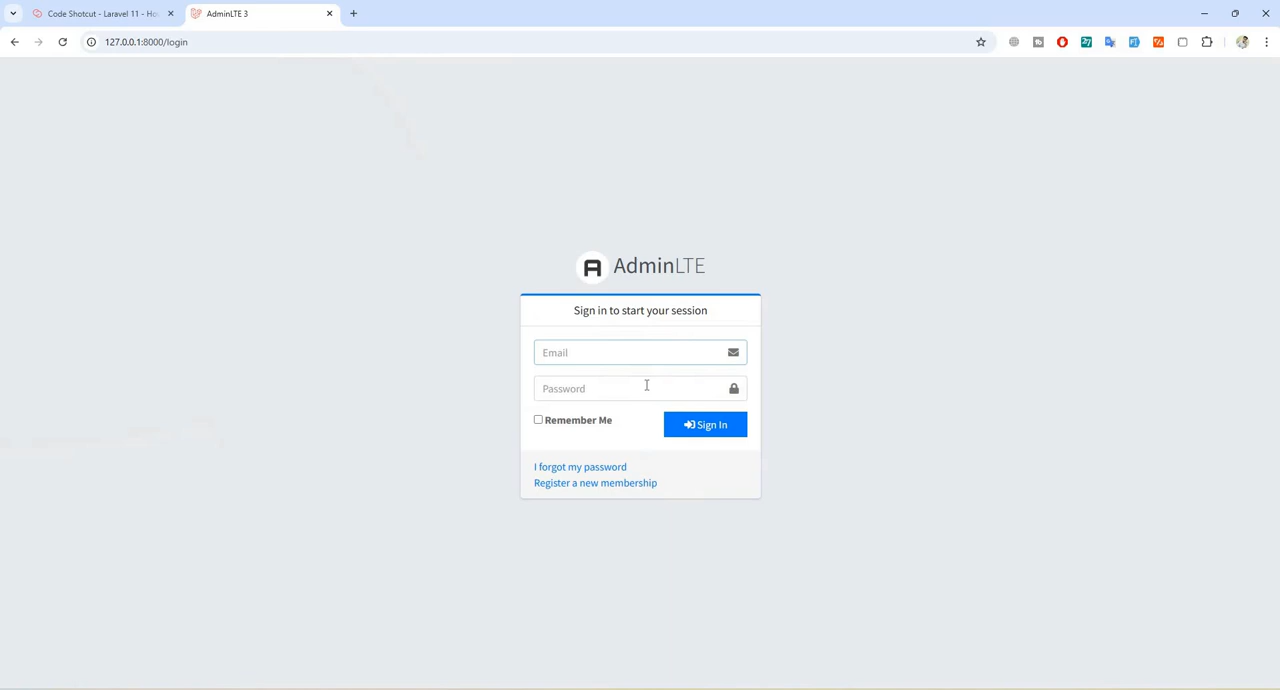 Code Shotcut - Laravel 11 - Ho
AdminLTE 3
127.0.0.1:8000/login
AdminLTE
Sign in to start your session
Email
Password
Remember Me
Sign In
I forgot my password
Register a new membership